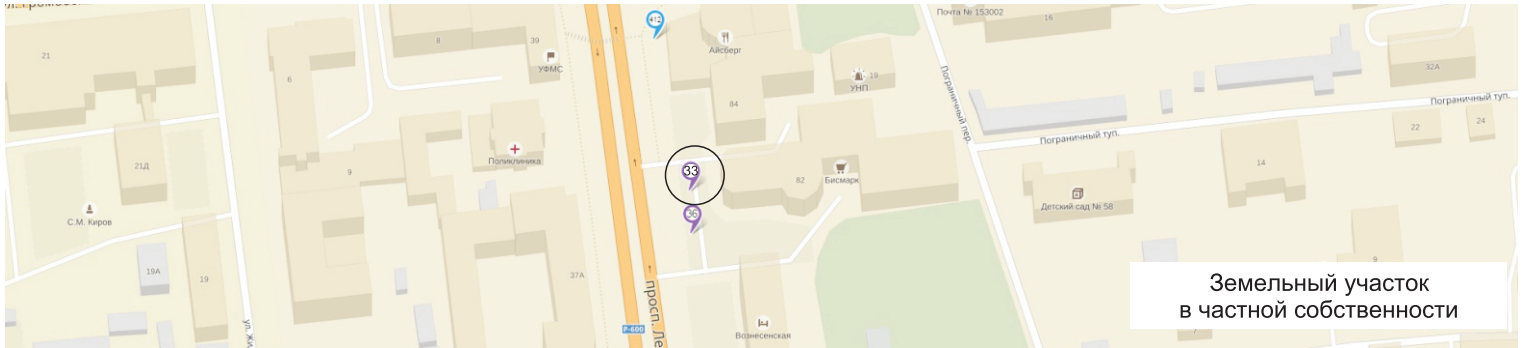 Почта № 153002
16
412
21
8
39
УФМС
6
Айсберг
19
УНП
32А
84
Пограничный пер.
Пограничный туп.
Пограничный туп.
22
24
Поликлиника
21Д
9
33
82
Бисмарк
14
Детский сад № 58
36
С.М. Киров
19А
19
37А
9
Земельный участок
в частной собственности
просп. Ле
Р-600
Вознесенская
7